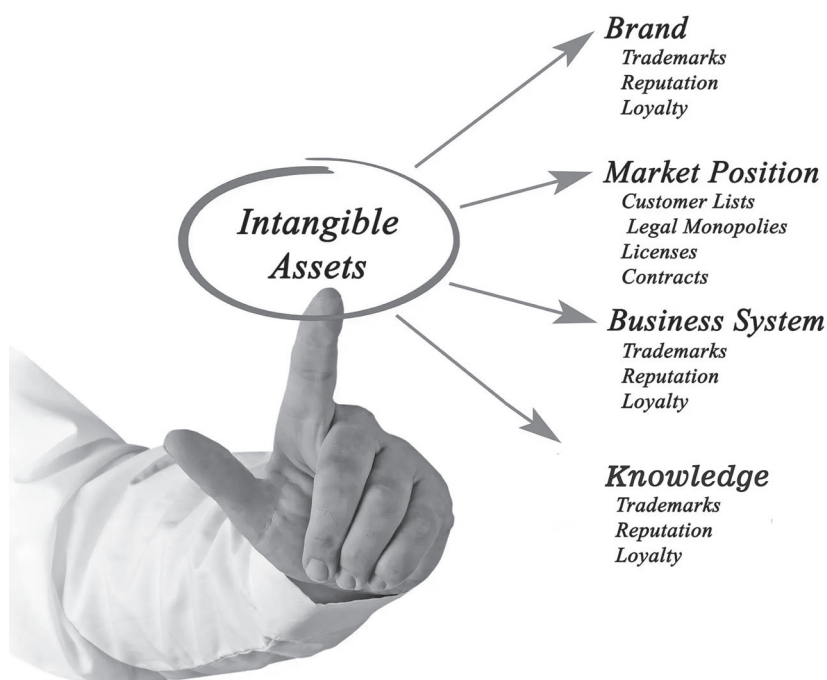 Intangible
Assets
Brand
Trademarks
Reputation
Loyalty
Market Position
Customer Lists
Legal Monopolies
Licenses
Contracts
Business System
Trademarks
Reputation
Loyalty
Knowledge
Trademarks
Reputation
Loyalty